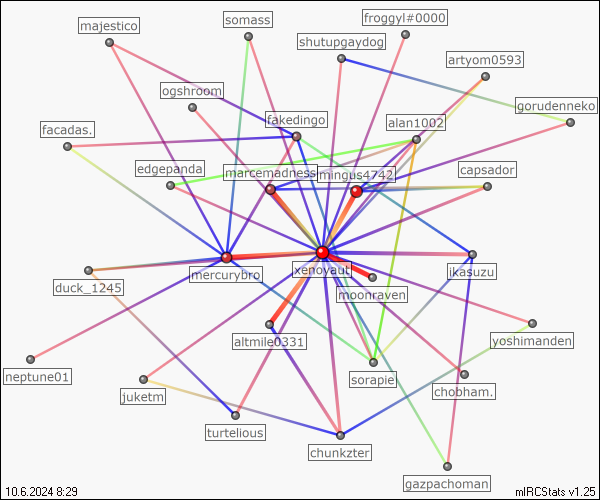 froggyl#0000
somass
majestico
shutupgaydog
artyom0593
ogshroom
gorudenneko
fakedingo
alan1002
facadas.
edgepanda
marcemadness
mingus4742
capsador
mercurybro
xenoyaut
jkasuzu
duck_1245
moonraven
altmile0331
yoshimanden
neptune01
sorapie
chobham.
juketm
turtelious
chunkzter
gazpachoman
10.6.2024 8:29
mIRCStats v1.25